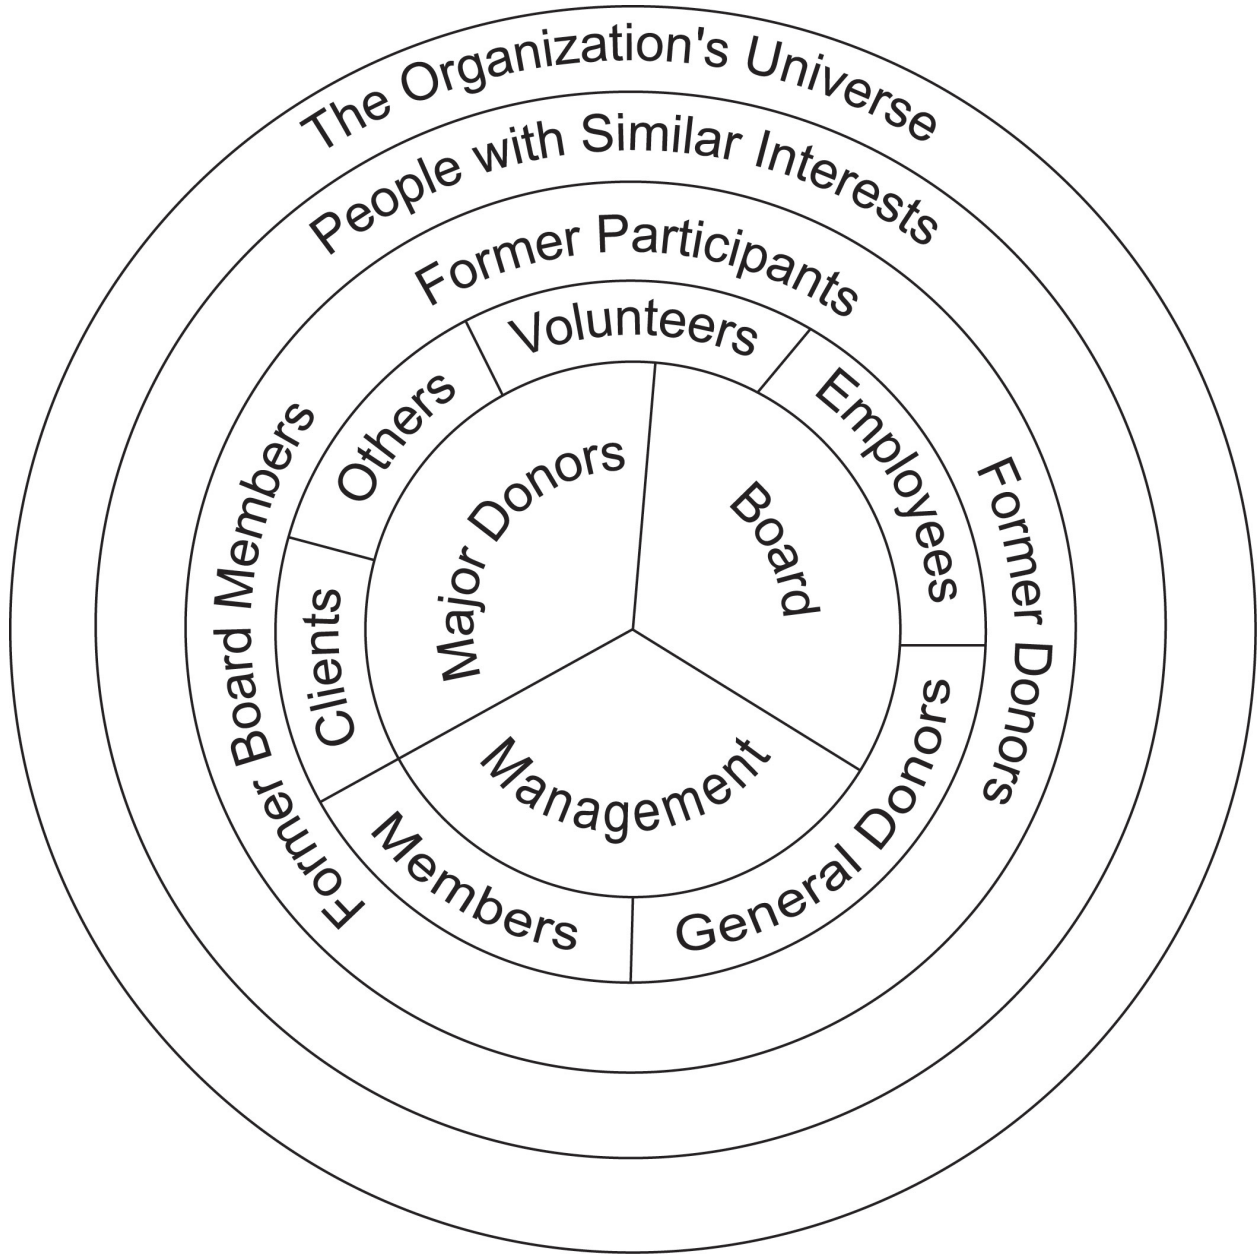 The Organization's Universe
People with Similar Interests
Former Participants
Former Board Members
Former Donors
Volunteers
Employees
General Donors
Members
Clients
Others
Major Donors
Board
Management